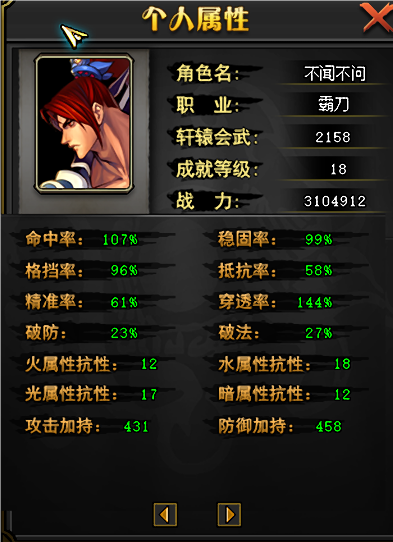 个人属性
角色名： 不闻不问
职 业： 霸刀
轩辕会武： 2158
成就等级： 18
战 力： 3104912
命中率： 107% 稳固率： 99%
格挡率： 96% 抵抗率： 58%
精准率： 61% 穿透率： 144%
破防： 23% 破法： 27%
火属性抗性： 12 水属性抗性： 18
光属性抗性： 17 暗属性抗性： 12
攻击加持： 431 防御加持： 458